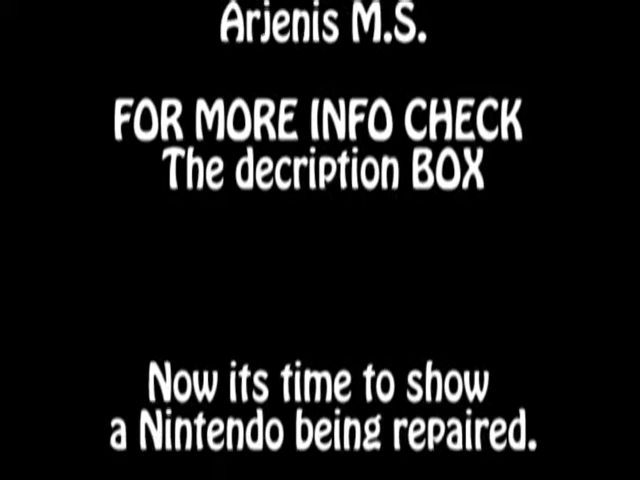 Arjenis M.S.
FOR MORE INFO CHECK
The decription BOX
Now its time to show
a Nintendo being repaired.